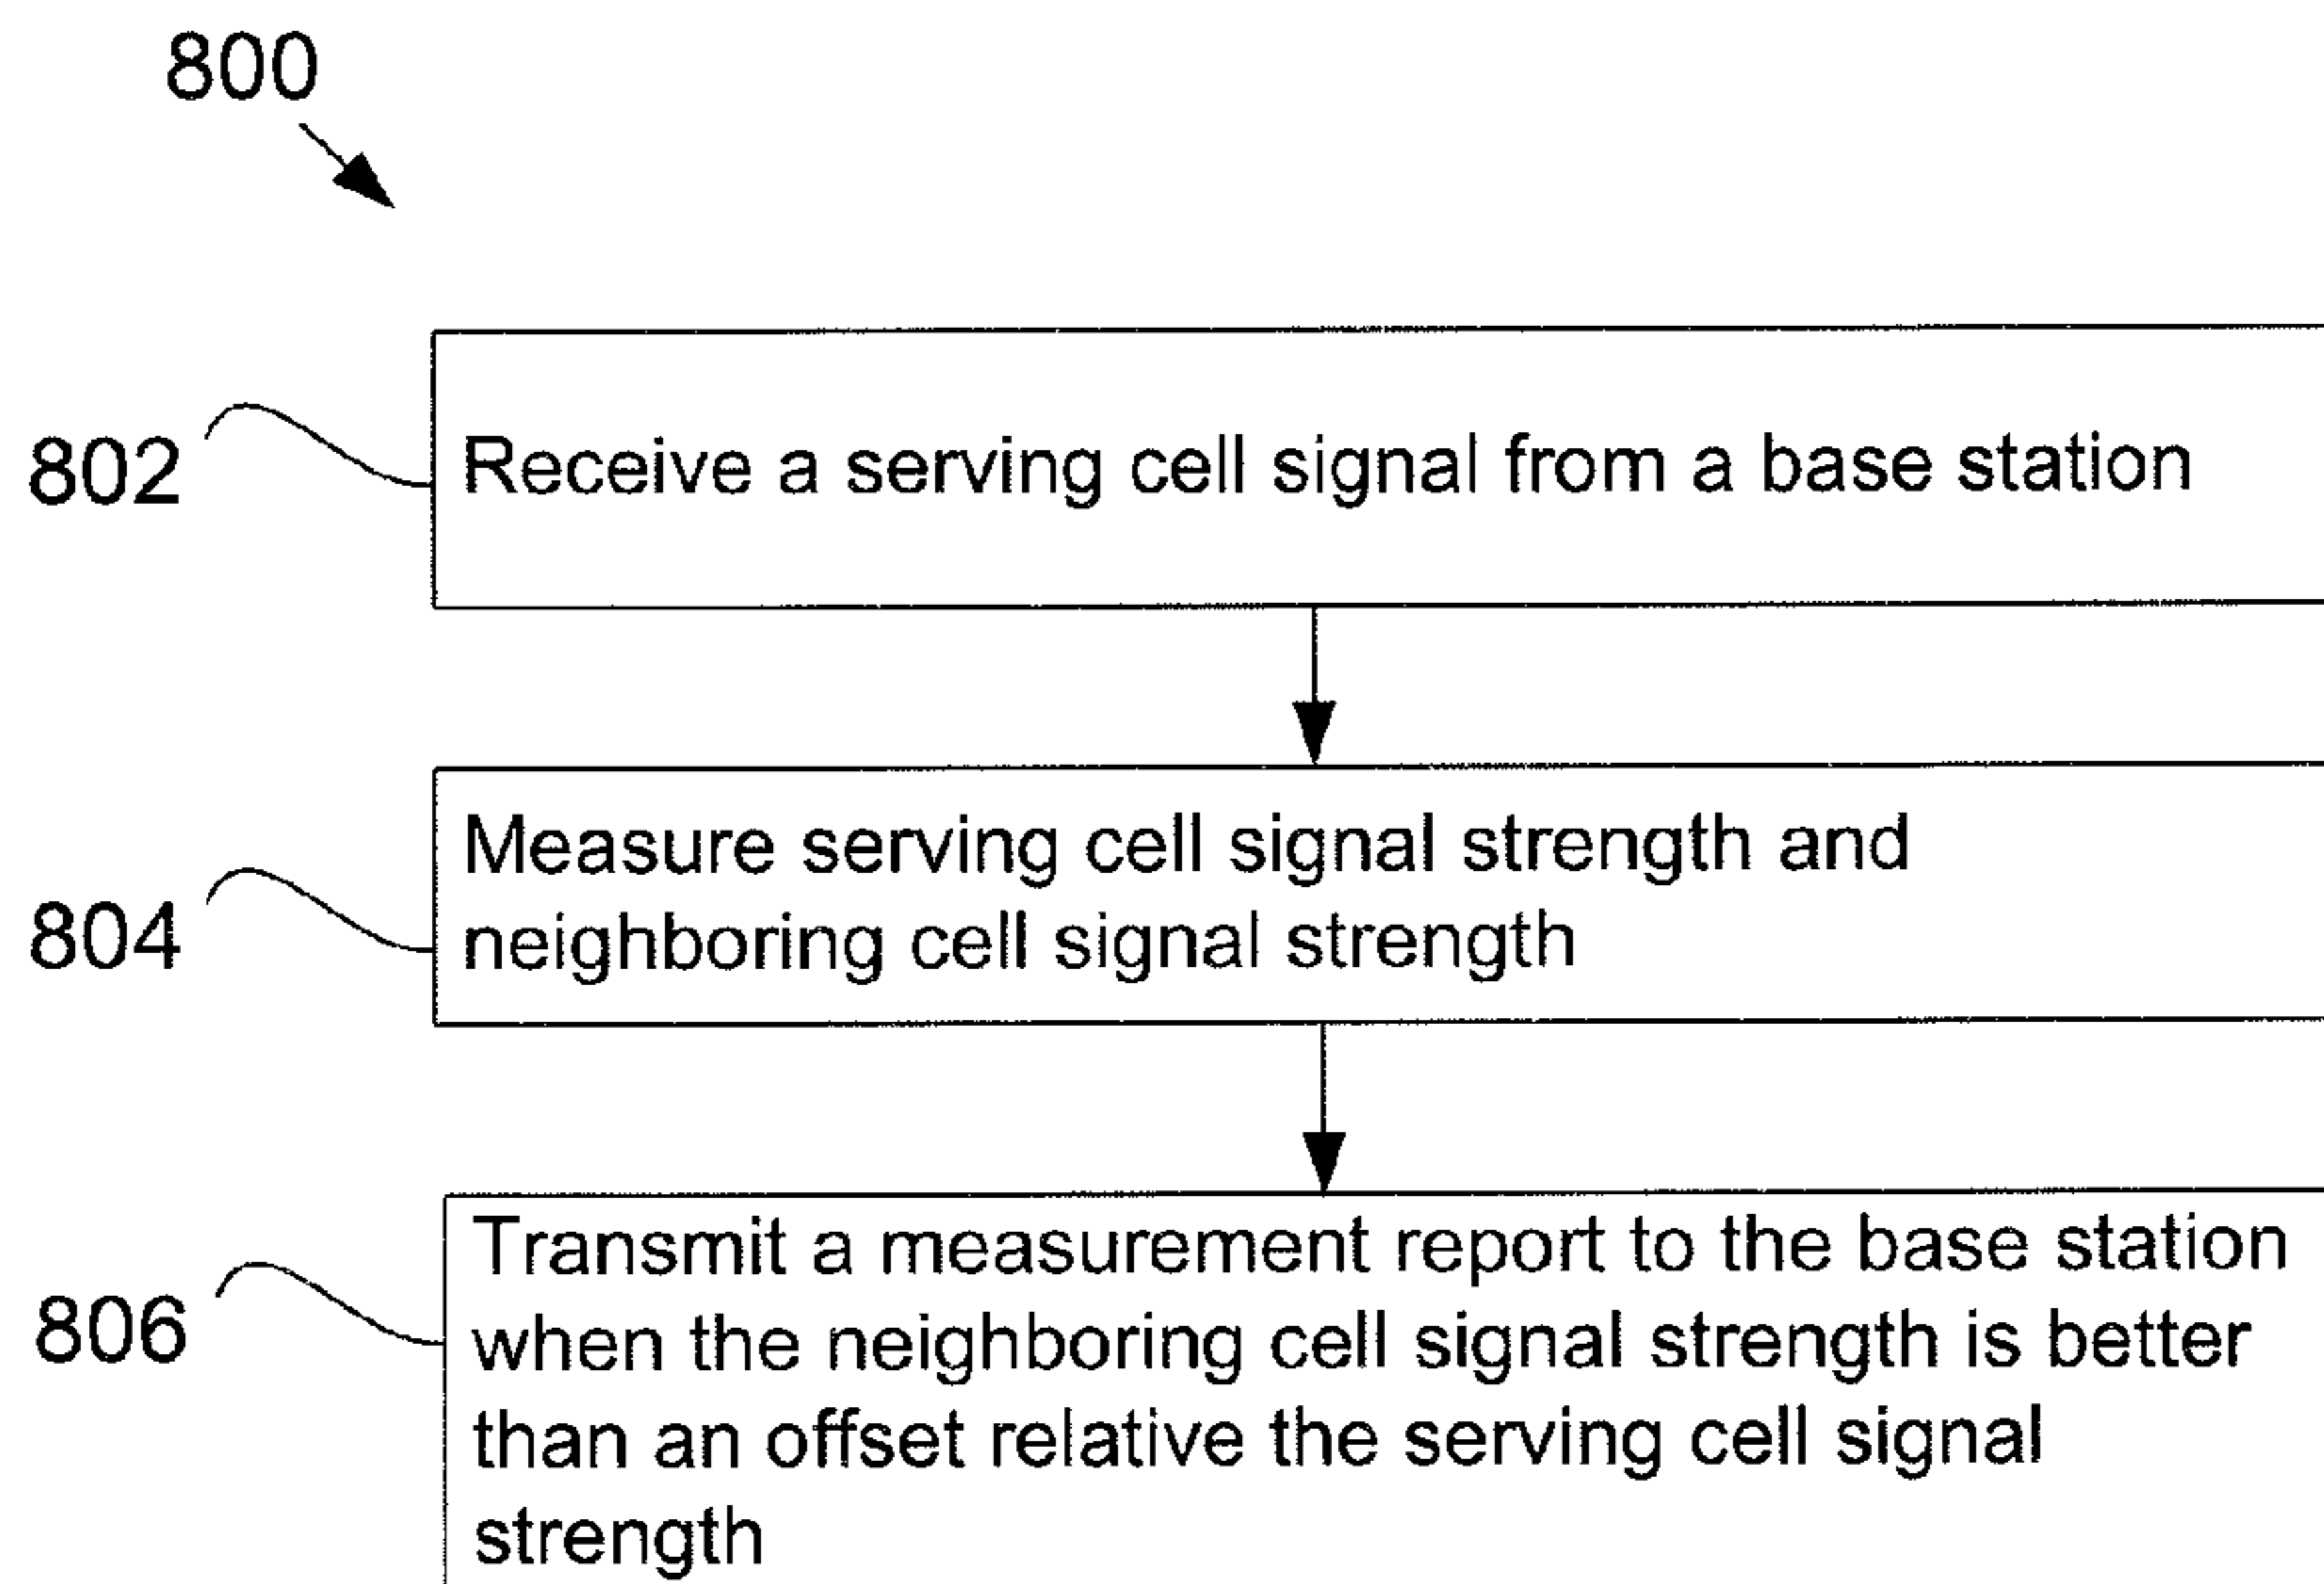 800
802
Receive a serving cell signal from a base station
804
Measure serving cell signal strength and
neighboring cell signal strength
806
Transmit a measurement report to the base station
when the neighboring cell signal strength is better
than an offset relative the serving cell signal
strength